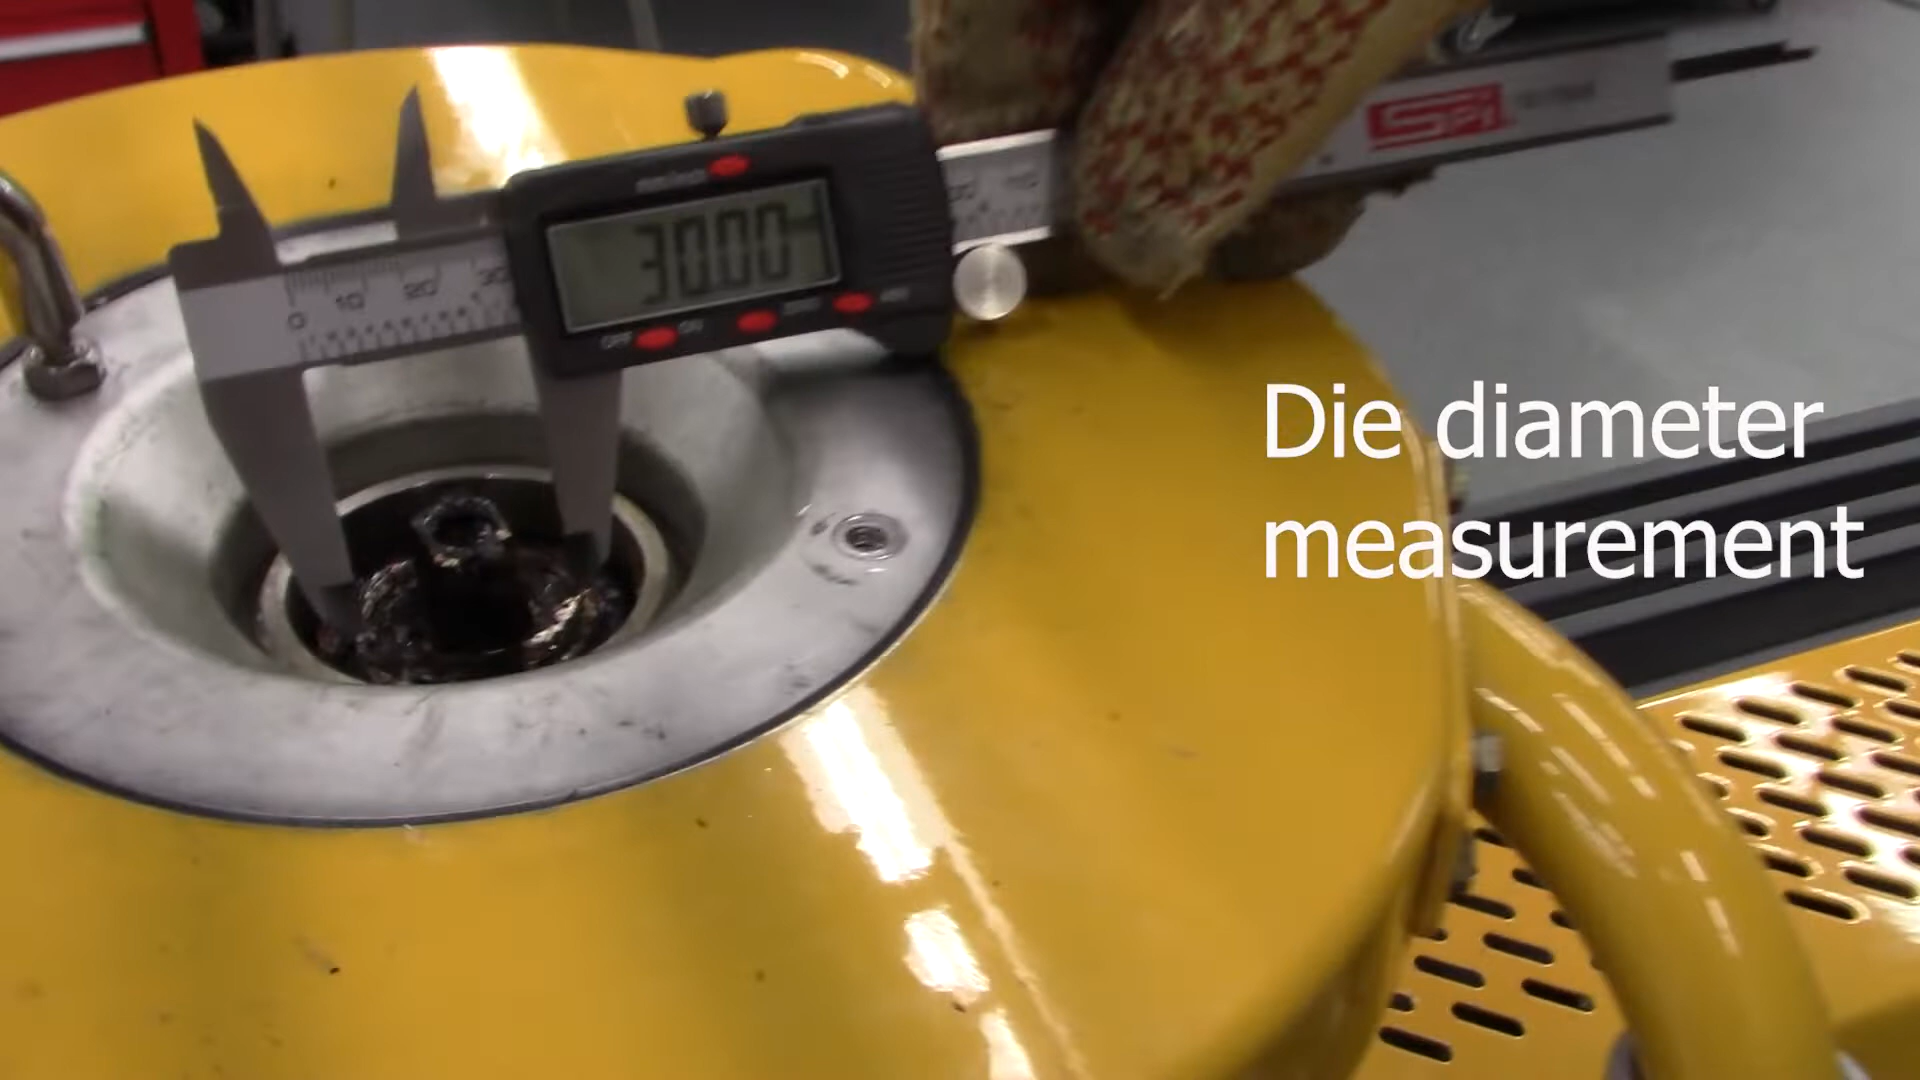 SPI
30.00
0 10 20 30
OFF ON
Die diameter
measurement